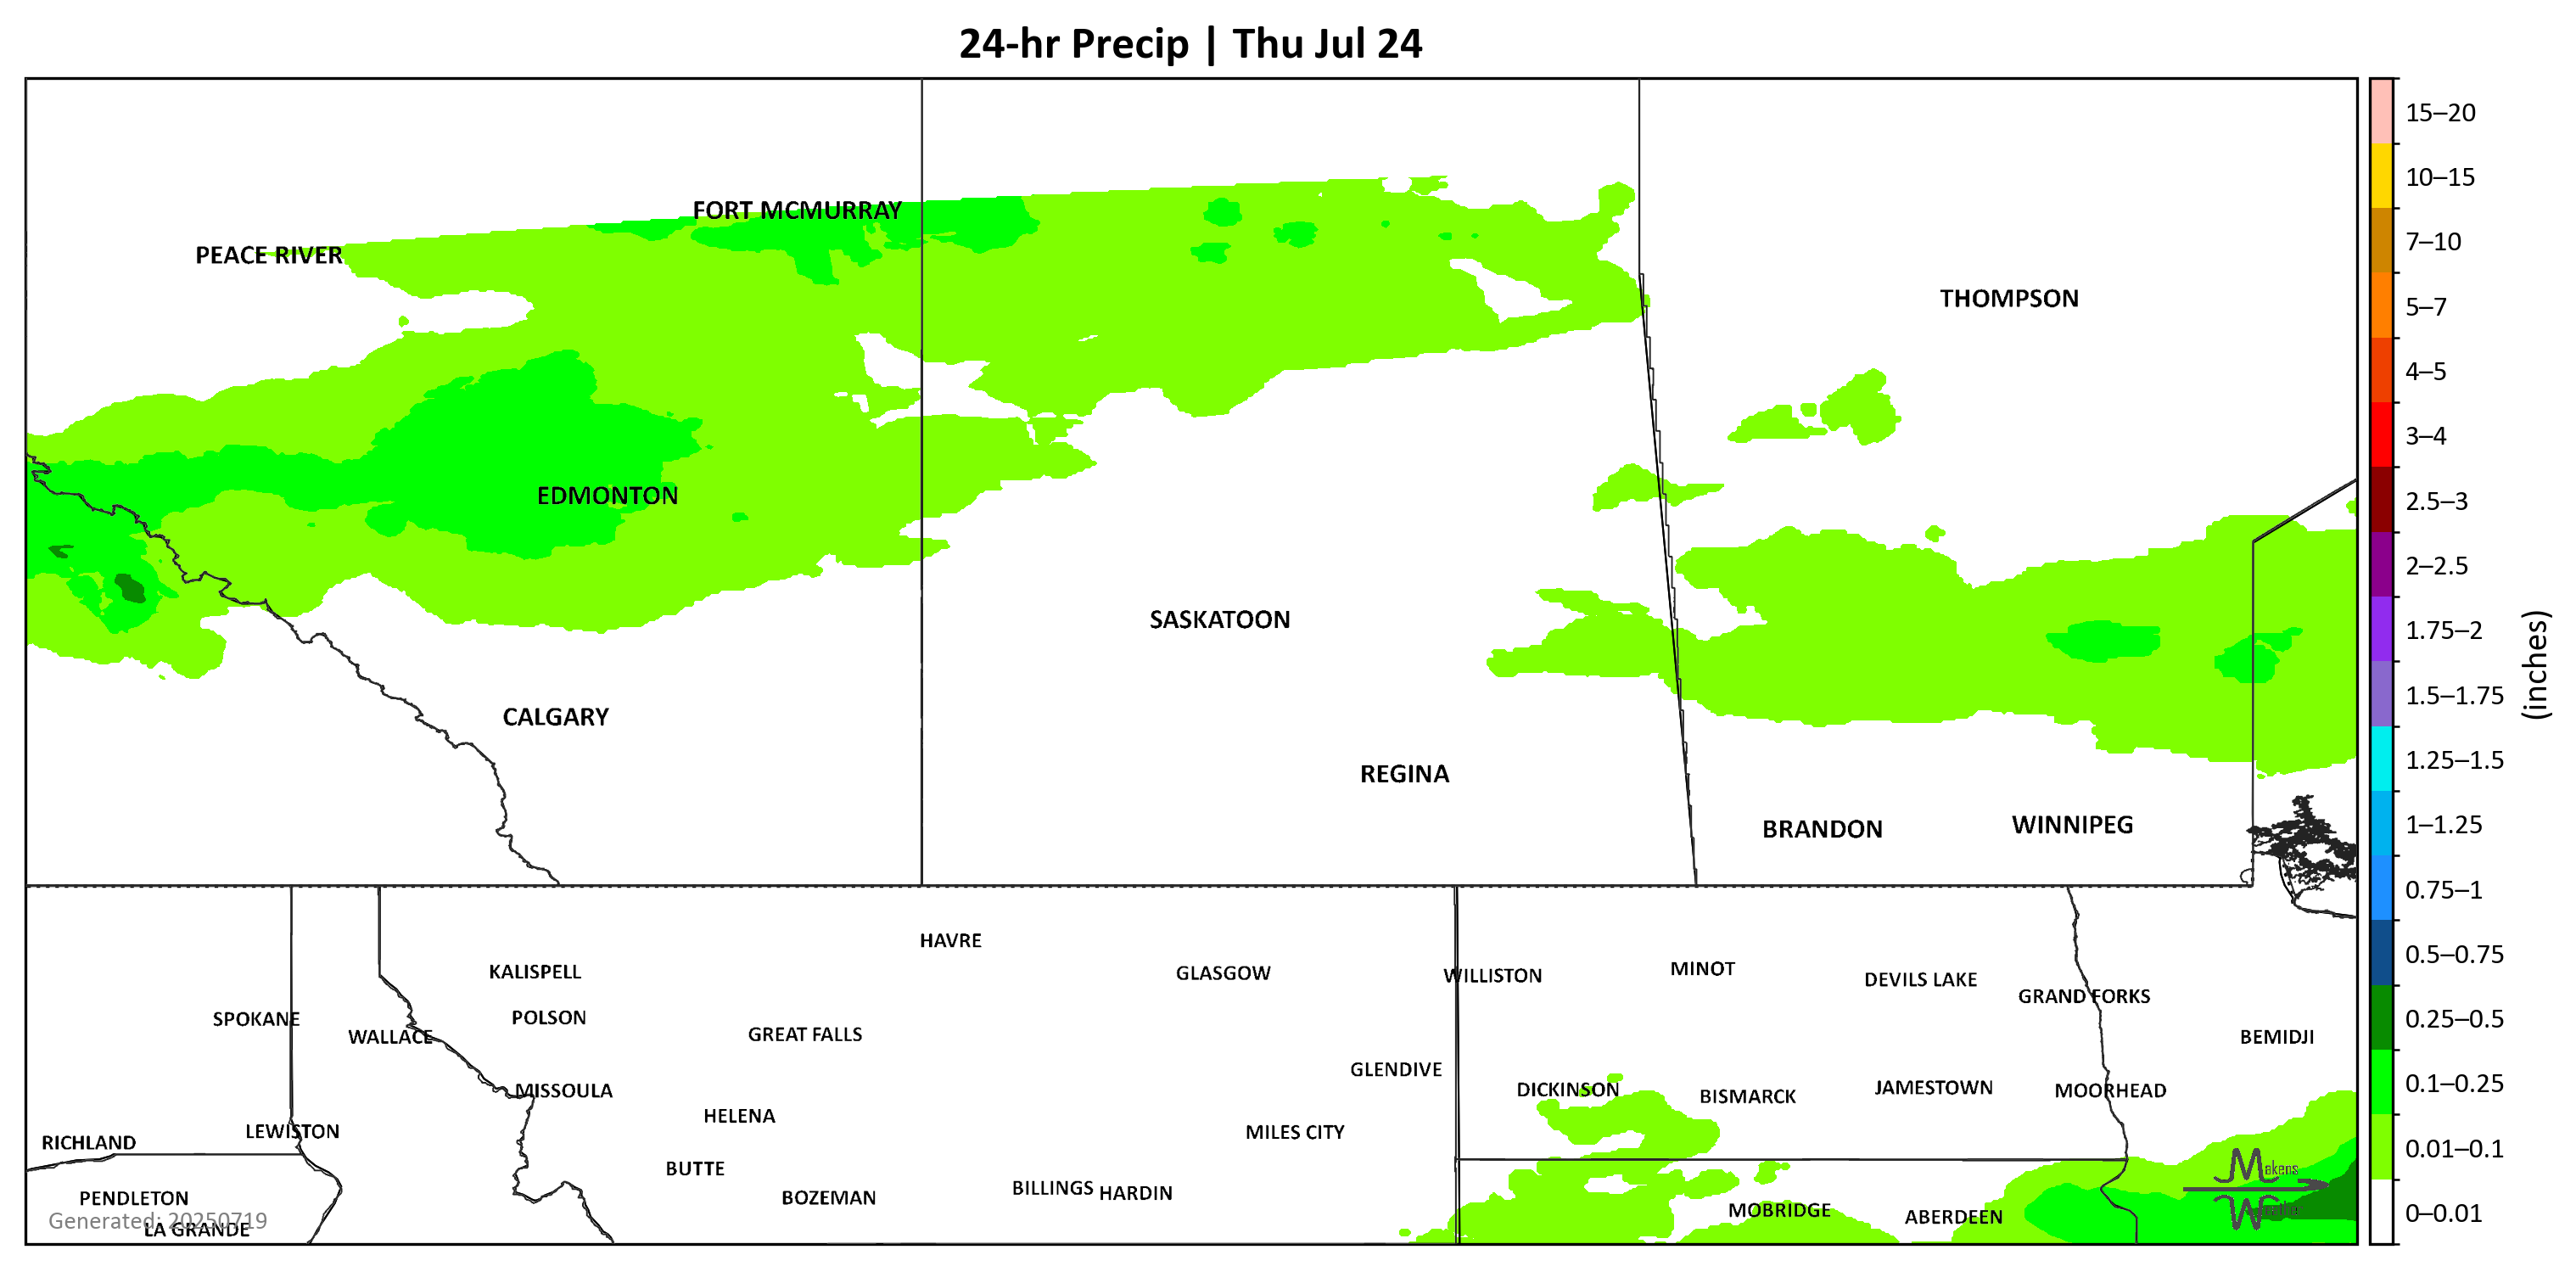 24-hr Precip | Thu Jul 24
FORT MCMURRAY
PEACE RIVER
THOMPSON
EDMONTON
SASKATOON
CALGARY
REGINA
BRANDON
WINNIPEG
HAVRE
KALISPELL
GLASGOW
WILLISTON
MINOT
DEVILS LAKE
GRAND FORKS
SPOKANE
POLSON
WALLACE
GREAT FALLS
BEMIDJI
GLENDIVE
MISSOULA
DICKINSON
BISMARCK
JAMESTOWN
MOORHEAD
HELENA
LEWISTON
MILES CITY
RICHLAND
BUTTE
PENDLETON
BOZEMAN
BILLINGS
HARDIN
MOBRIDGE
ABERDEEN
Generated: 20250719
LA GRANDE
Makens
Weather
15–20
10–15
7–10
5–7
4–5
3–4
2.5–3
2–2.5
1.75–2
1.5–1.75
1.25–1.5
1–1.25
0.75–1
0.5–0.75
0.25–0.5
0.1–0.25
0.01–0.1
0–0.01
(inches)